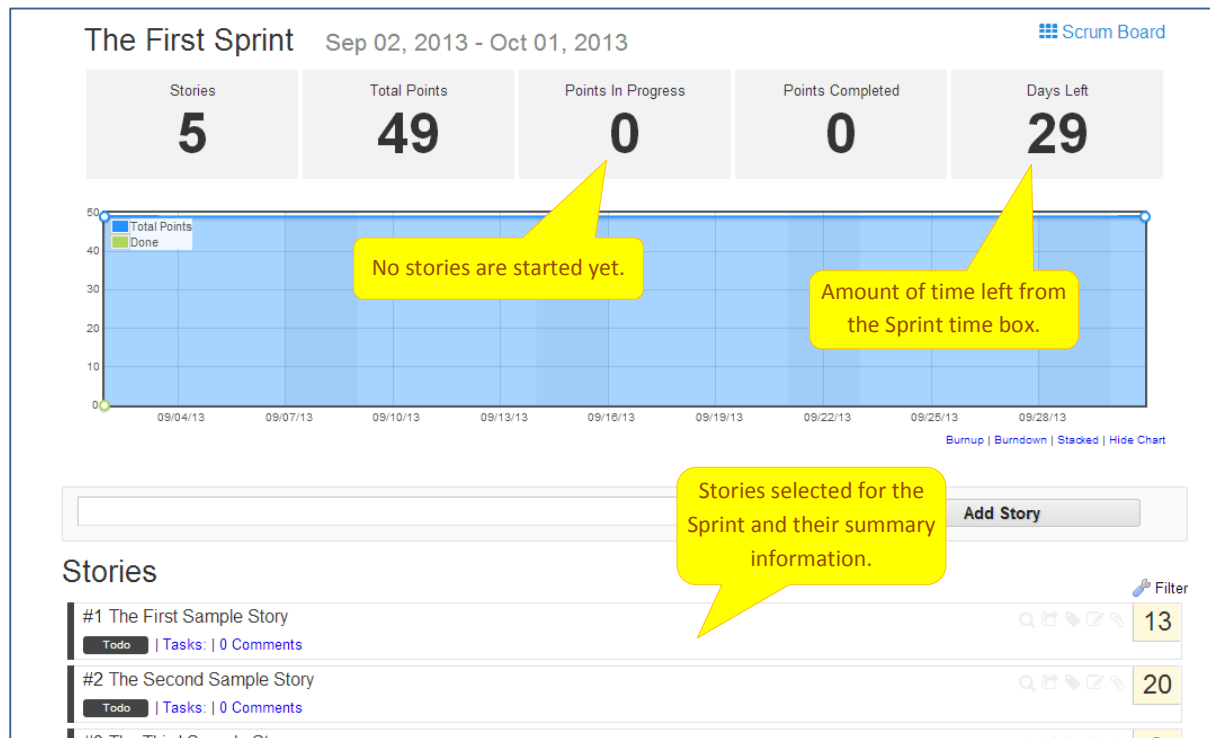 The First Sprint Sep 02, 2013 - Oct 01, 2013
Scrum Board
Stories
5
Total Points
49
Points In Progress
0
Points Completed
0
Days Left
29
50
40
30
20
10
0
Total Points
Done
No stories are started yet.
Amount of time left from
the Sprint time box.
09/04/13 09/07/13 09/10/13 09/13/13 09/16/13 09/19/13 09/22/13 09/25/13 09/28/13
Burnup | Burndown | Stacked | Hide Chart
Stories selected for the
Sprint and their summary
information.
Add Story
Stories
Filter
#1 The First Sample Story
13
Todo | Tasks: | 0 Comments
#2 The Second Sample Story
20
Todo | Tasks: | 0 Comments